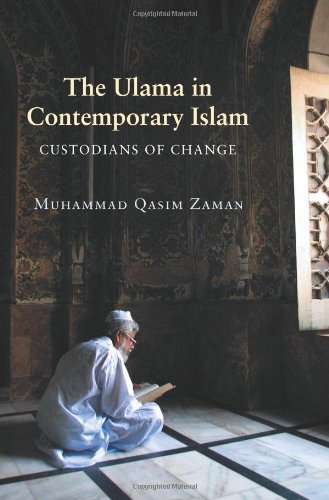 Copyrighted Material
The Ulama in
Contemporary Islam
CUSTODIANS OF CHANGE
MUHAMMAD QASIM ZAMAN
Copyrighted Material